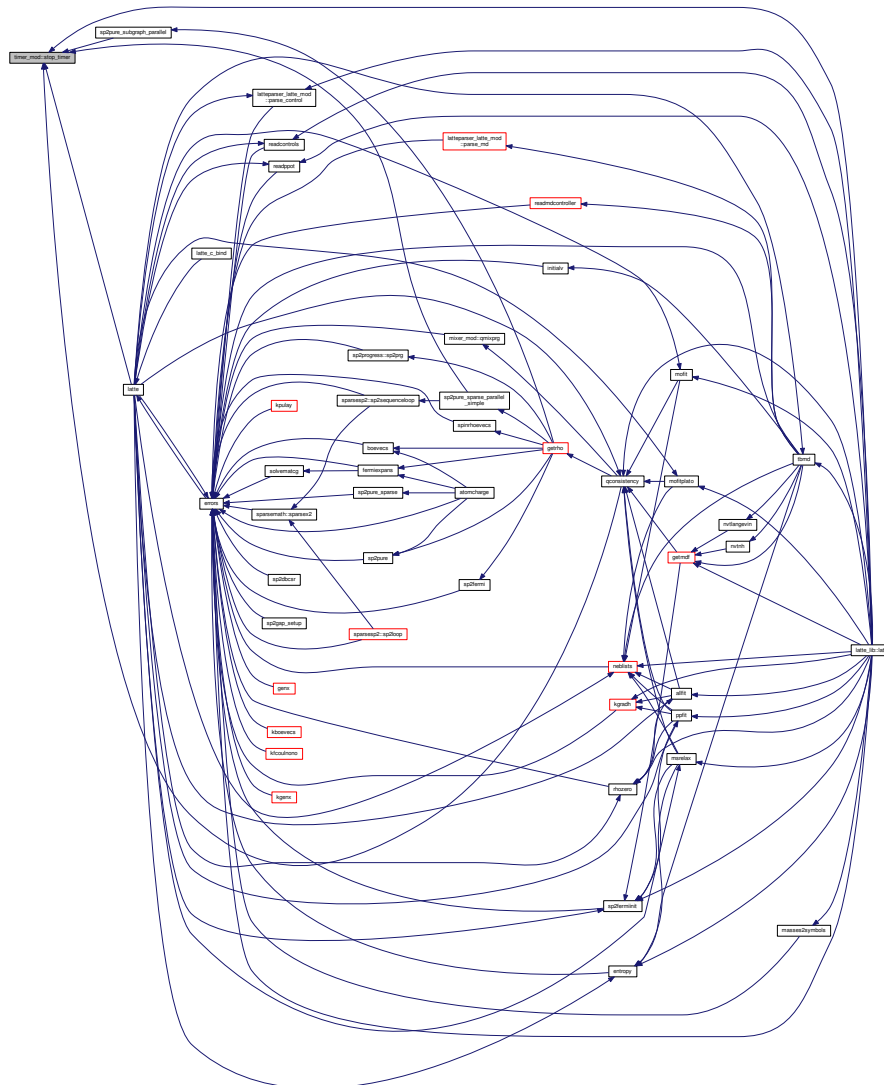 sp2pure_subgraph_parallel
timer_mod::stop_timer
latteparser_latte_mod
::parse_control
readcontrols
latteparser_latte_mod
::parse_md
readppot
readmdcontroller
latte_c_bind
initialv
mixer_mod::qmixprg
sp2progress::sp2prg
mofit
latte
sparsesp2::sp2sequenceloop
sp2pure_sparse_parallel
_simple
kpulay
spinrhoevecs
boevecs
getrho
tbmd
solvematcg
fermiexpans
qconsistency
mofitplato
errors
sp2pure_sparse
atomcharge
sparsemath::sparsex2
nvtlangevin
nvtnh
sp2pure
getmdf
sp2dbcsr
sp2fermi
sp2gap_setup
sparsesp2::sp2loop
latte_lib::lat
neblists
genx
allfit
kgradh
ppfit
kboevecs
kfcoulnono
msrelax
rhozero
kgenx
sp2fermiinit
masses2symbols
entropy